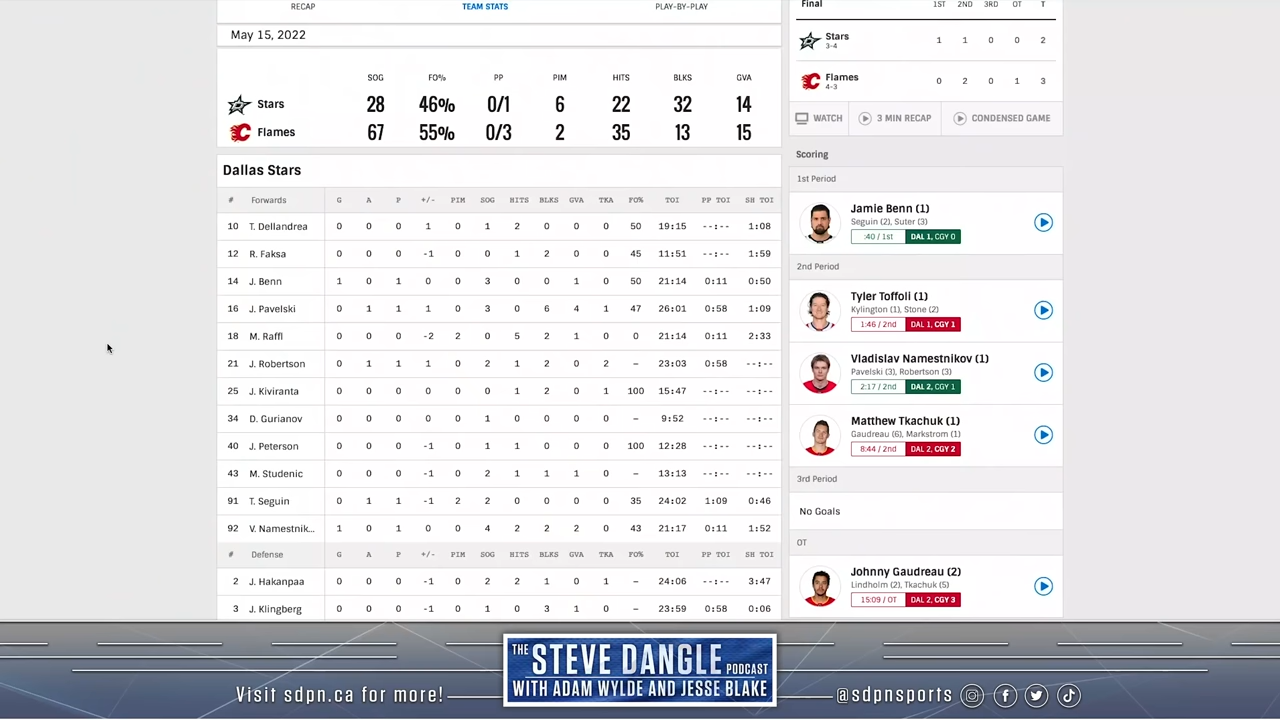 RECAP TEAM STATS PLAY-BY-PLAY
May 15, 2022
SOG FO% PP PIM HITS BLKS GVA
Stars 28 46% 0/1 6 22 32 14
Flames 67 55% 0/3 2 35 13 15
Dallas Stars
# Forwards G A P +/- PIM SOG HITS BLKS GVA TKA FO% TOI PP TOI SH TOI
10 T. Dellandrea 0 0 0 1 0 1 2 0 0 0 50 19:15 --:-- 1:08
12 R. Faksa 0 0 0 -1 0 0 1 2 0 0 45 11:51 --:-- 1:59
14 J. Benn 1 0 1 0 0 3 0 0 1 0 50 21:14 0:11 0:50
16 J. Pavelski 0 1 1 1 0 3 0 6 4 1 47 26:01 0:58 1:09
18 M. Raffl 0 0 0 -2 2 0 5 2 1 0 0 21:14 0:11 2:33
21 J. Robertson 0 1 1 1 0 2 1 2 0 2 – 23:03 0:58 --:--
25 J. Kiviranta 0 0 0 0 0 0 1 2 0 1 100 15:47 --:-- --:--
34 D. Gurianov 0 0 0 0 0 1 0 0 0 0 – 9:52 --:-- --:--
40 J. Peterson 0 0 0 -1 0 1 1 0 0 0 100 12:28 --:-- --:--
43 M. Studenic 0 0 0 -1 0 2 1 1 1 0 – 13:13 --:-- --:--
91 T. Seguin 0 1 1 -1 2 2 0 0 0 0 35 24:02 1:09 0:46
92 V. Namestnik... 1 0 1 0 0 4 2 2 2 0 43 21:17 0:11 1:52
# Defense G A P +/- PIM SOG HITS BLKS GVA TKA FO% TOI PP TOI SH TOI
2 J. Hakanpaa 0 0 0 -1 0 2 2 1 0 1 – 24:06 --:-- 3:47
3 J. Klingberg 0 0 0 -1 0 1 0 3 1 0 – 23:59 0:58 0:06
Final 1ST 2ND 3RD OT T
Stars 1 1 0 0 2
3-4
Flames 0 2 0 1 3
4-3
WATCH 3 MIN RECAP CONDENSED GAME
Scoring
1st Period
Jamie Benn (1)
Seguin (2), Suter (3)
:40 / 1st DAL 1, CGY 0
2nd Period
Tyler Toffoli (1)
Kylington (1), Stone (2)
1:46 / 2nd DAL 1, CGY 1
Vladislav Namestnikov (1)
Pavelski (3), Robertson (3)
2:17 / 2nd DAL 2, CGY 1
Matthew Tkachuk (1)
Gaudreau (6), Markstrom (1)
8:44 / 2nd DAL 2, CGY 2
3rd Period
No Goals
OT
Johnny Gaudreau (2)
Lindholm (2), Tkachuk (5)
15:09 / OT DAL 2, CGY 3
Visit sdpn.ca for more!
THE STEVE DANGLE PODCAST
WITH ADAM WYLDE AND JESSE BLAKE
@sdpnsports